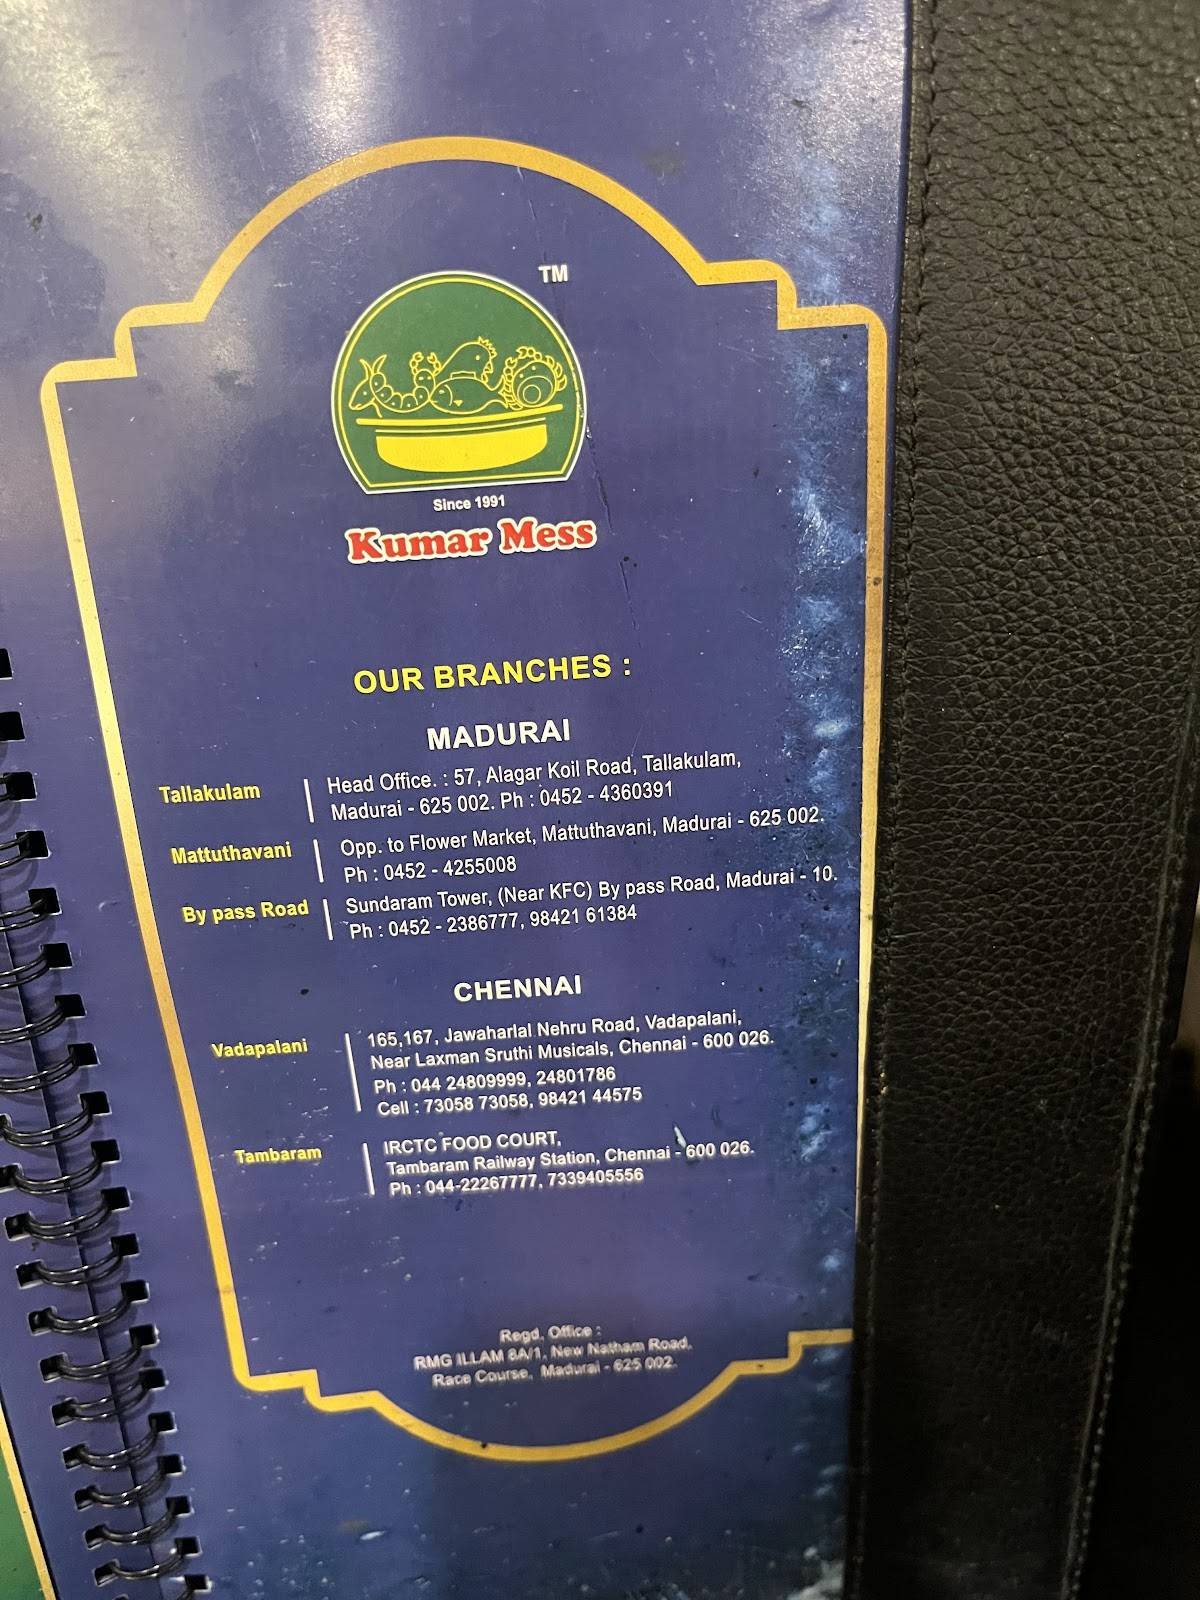 TM
Since 1991
Kumar Mess
OUR BRANCHES :
MADURAI
Tallakulam
Head Office. : 57, Alagar Koil Road, Tallakulam,
Madurai - 625 002. Ph : 0452 - 4360391
Mattuthavani
Opp. to Flower Market, Mattuthavani, Madurai - 625 002.
Ph : 0452 - 4255008
By pass Road
Sundaram Tower, (Near KFC) By pass Road, Madurai - 10.
Ph : 0452 - 2386777, 98421 61384
CHENNAI
Vadapalani
165,167, Jawaharlal Nehru Road, Vadapalani,
Near Laxman Sruthi Musicals, Chennai - 600 026.
Ph : 044 24809999, 24801786
Cell : 73058 73058, 98421 44575
Tambaram
IRCTC FOOD COURT,
Tambaram Railway Station, Chennai - 600 026.
Ph : 044-22267777, 7339405556
Regd. Office :
RMG ILLAM 8A/1, New Natham Road,
Race Course, Madurai - 625 002.